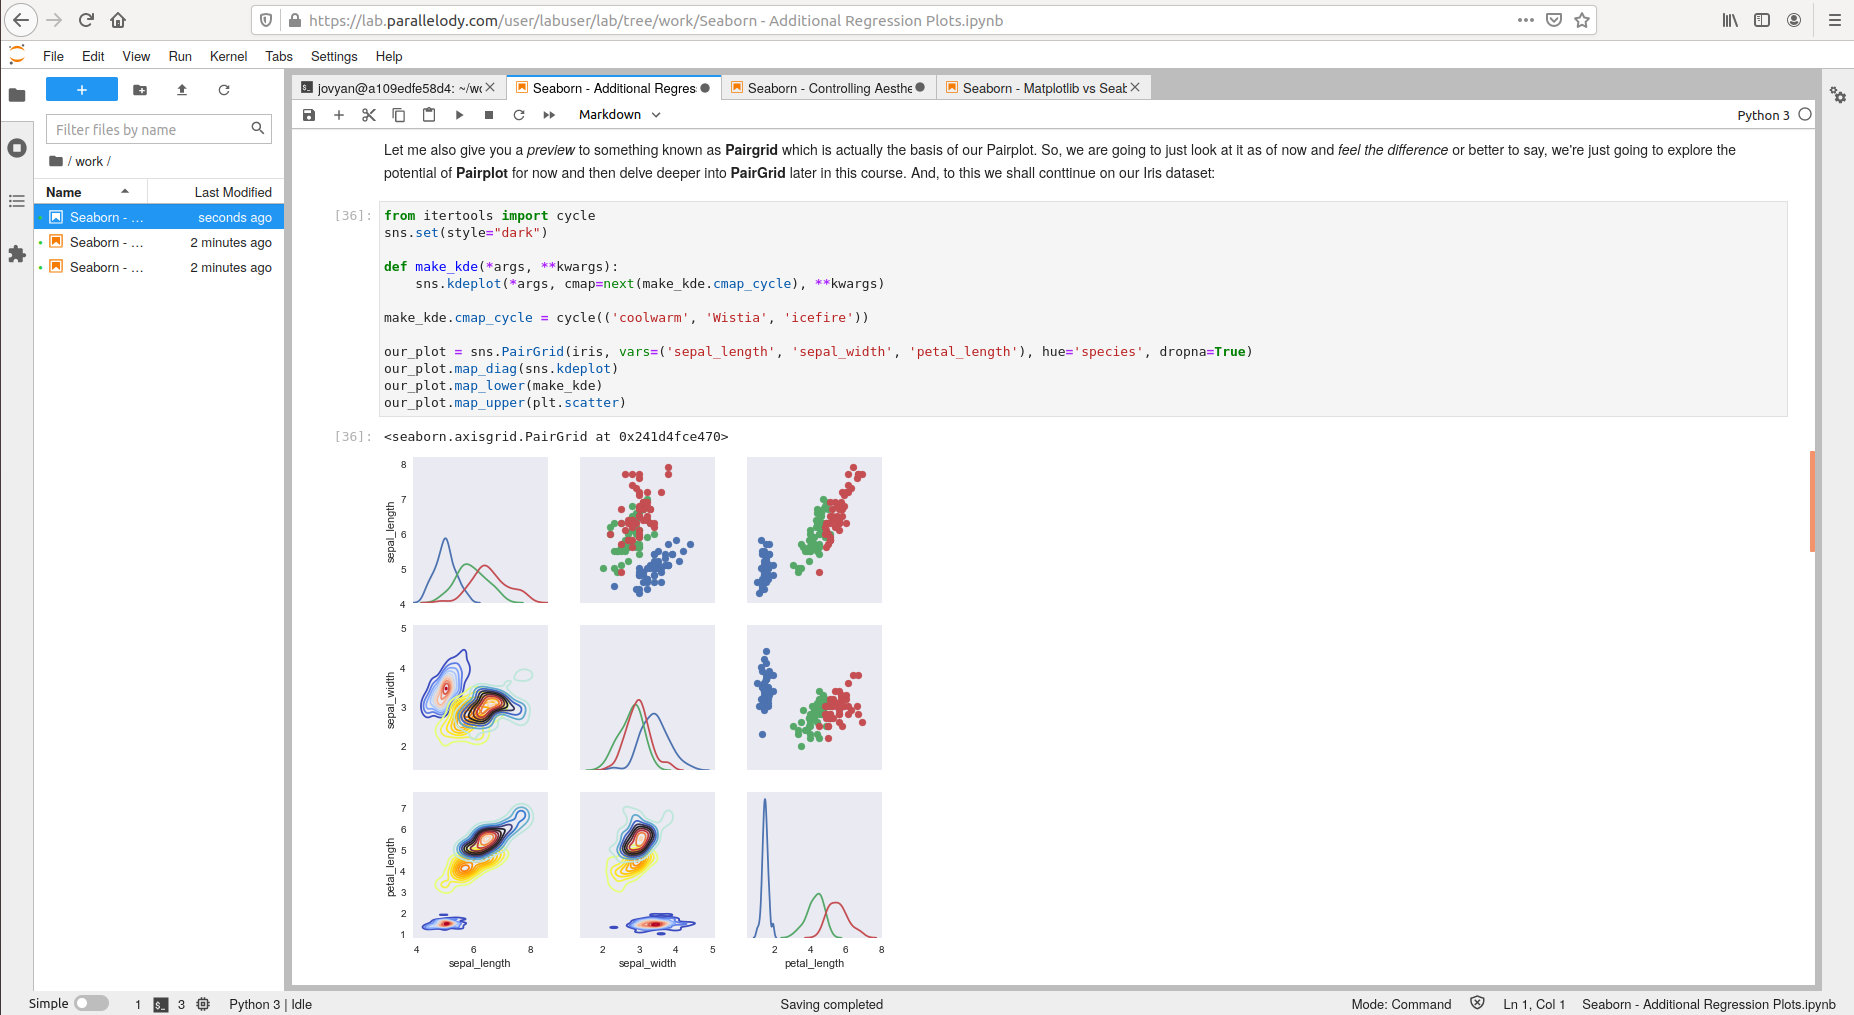 https://lab.parallelody.com/user/labuser/lab/tree/work/Seaborn - Additional Regression Plots.ipynb
File Edit View Run Kernel Tabs Settings Help
jovyan@a109edfe58d4: ~/wo
Seaborn - Additional Regres
Seaborn - Controlling Aesthe
Seaborn - Matplotlib vs Seab
Markdown
Python 3
Filter files by name
/ work /
Name Last Modified
Seaborn - ... seconds ago
Seaborn - ... 2 minutes ago
Seaborn - ... 2 minutes ago
Let me also give you a preview to something known as Pairgrid which is actually the basis of our Pairplot. So, we are going to just look at it as of now and feel the difference or better to say, we're just going to explore the
potential of Pairplot for now and then delve deeper into PairGrid later in this course. And, to this we shall conttinue on our Iris dataset:
[36]:
from itertools import cycle
sns.set(style="dark")
def make_kde(*args, **kwargs):
    sns.kdeplot(*args, cmap=next(make_kde.cmap_cycle), **kwargs)
make_kde.cmap_cycle = cycle(('coolwarm', 'Wistia', 'icefire'))
our_plot = sns.PairGrid(iris, vars=('sepal_length', 'sepal_width', 'petal_length'), hue='species', dropna=True)
our_plot.map_diag(sns.kdeplot)
our_plot.map_lower(make_kde)
our_plot.map_upper(plt.scatter)
[36]: <seaborn.axisgrid.PairGrid at 0x241d4fce470>
8
7
6
5
4
sepal_length
5
4
3
2
sepal_width
7
6
5
4
3
2
1
petal_length
4 6 8
2 3 4 5
2 4 6 8
sepal_length
sepal_width
petal_length
Simple 1 $_ 3 Python 3 | Idle Saving completed Mode: Command Ln 1, Col 1 Seaborn - Additional Regression Plots.ipynb